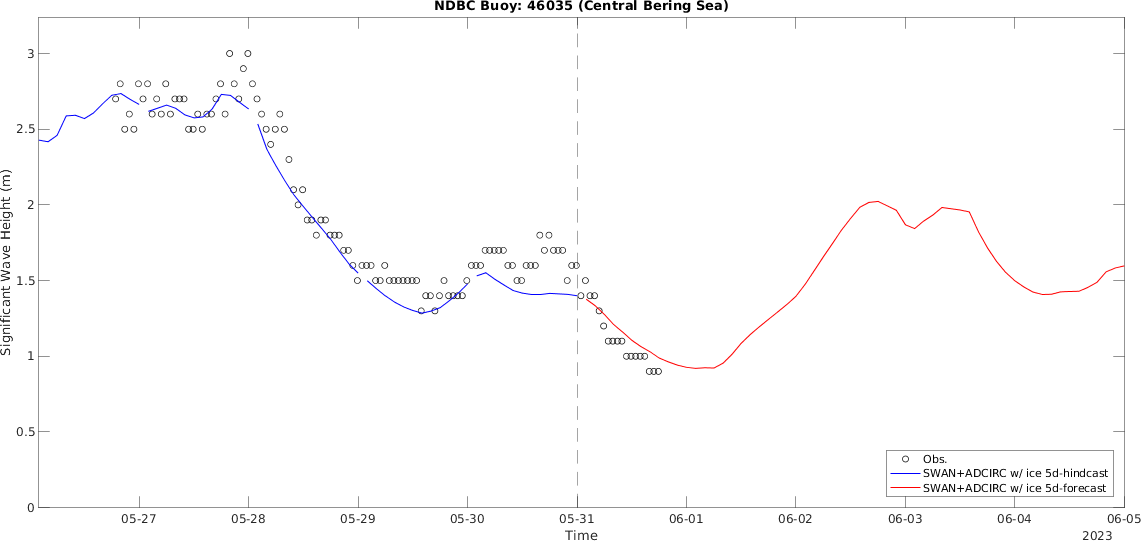 NDBC Buoy: 46035 (Central Bering Sea)
3
2.5
2
1.5
1
0.5
0
Significant Wave Height (m)
Obs.
SWAN+ADCIRC w/ ice 5d-hindcast
SWAN+ADCIRC w/ ice 5d-forecast
05-27 05-28 05-29 05-30 05-31 06-01 06-02 06-03 06-04 06-05
Time
2023